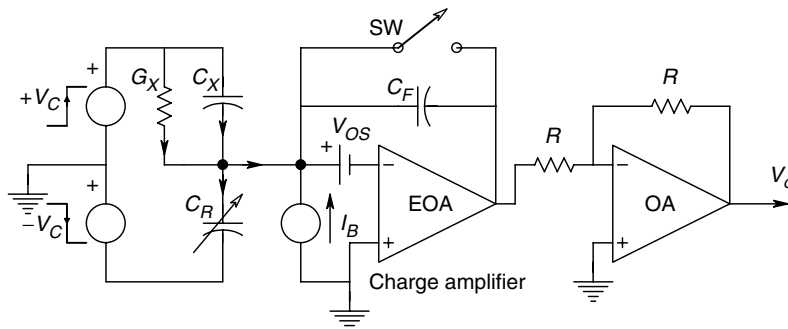 SW
+
G_X
C_X
C_F
R
R
+V_C
V_OS
+
−
−
EOA
OA
V_o
+
−V_C
C_R
I_B
+
+
Charge amplifier